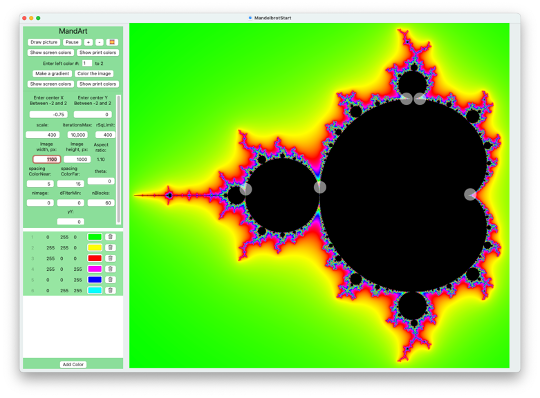 MandelbrotStart
MandArt
Draw picture Pause + -
Show screen colors Show print colors
Enter left color #: 1 to 2
Make a gradient Color the image
Show screen colors Show print colors
Enter center X Enter center Y
Between -2 and 2 Between -2 and 2
-0.75 0
scale: iterationsMax: rSqLimit:
400 10,000 400
Image Image Aspect
width, px: height, px: ratio:
1100 1000 1.10
spacing spacing theta:
ColorNear: ColorFar:
5 15 0
nImage: dFIterMin: nBlocks:
0 0 60
yY:
0
1 0 255 0
2 255 255 0
3 255 0 0
4 255 0 255
5 0 0 255
6 0 255 255
Add Color